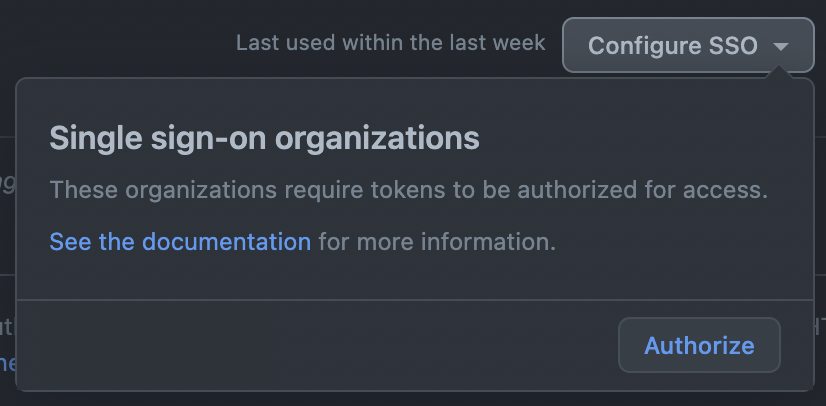 Last used within the last week
Configure SSO
Single sign-on organizations
These organizations require tokens to be authorized for access.
See the documentation for more information.
Authorize